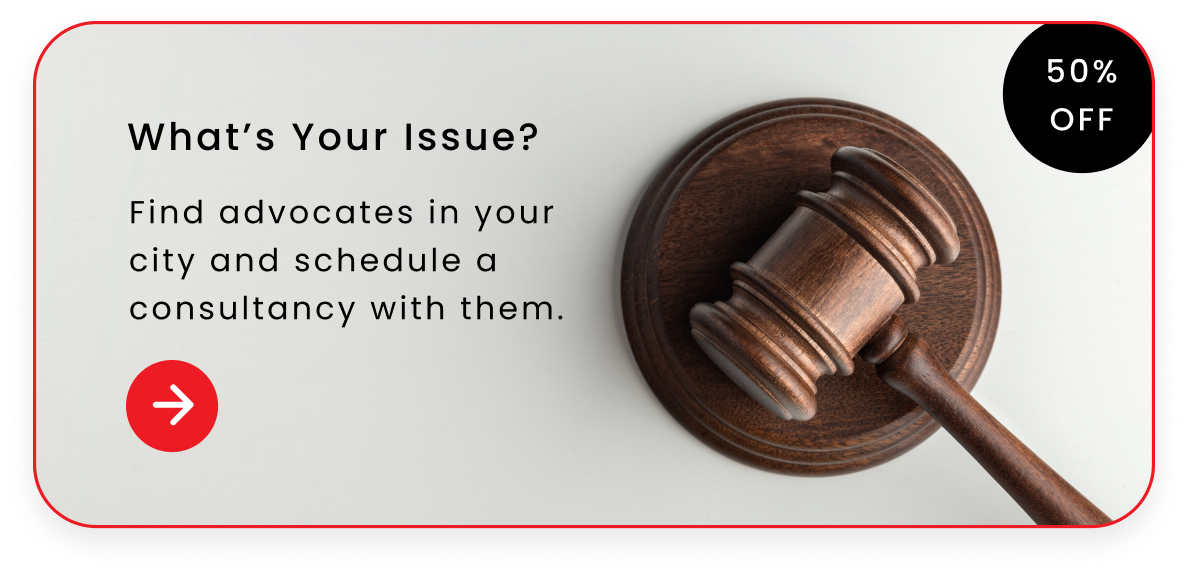 50%
OFF
What’s Your Issue?
Find advocates in your
city and schedule a
consultancy with them.